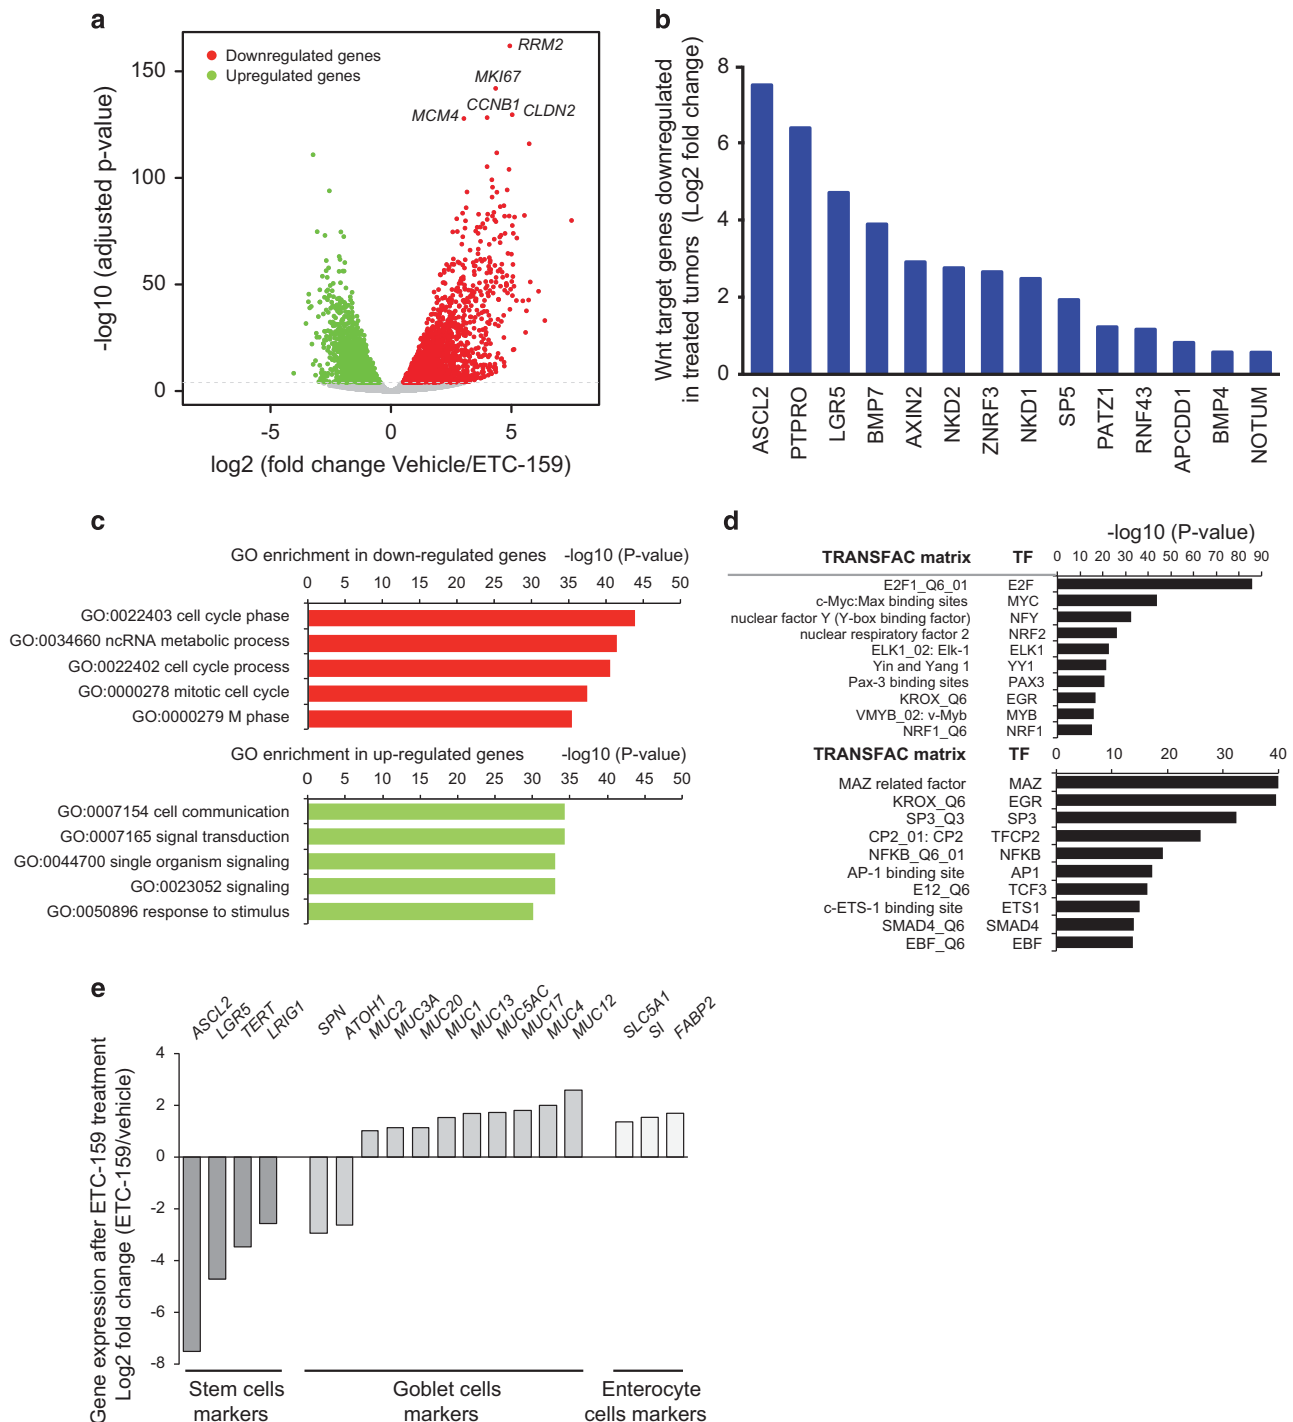 a
Downregulated genes
Upregulated genes
RRM2
MKI67
CCNB1
MCM4
CLDN2
150
100
50
0
-5 0 5
-log10 (adjusted p-value)
log2 (fold change Vehicle/ETC-159)
b
Wnt target genes downregulated
in treated tumors (Log2 fold change)
8
6
4
2
0
ASCL2
PTPRO
LGR5
BMP7
AXIN2
NKD2
ZNRF3
NKD1
SP5
PATZ1
RNF43
APCDD1
BMP4
NOTUM
c
GO enrichment in down-regulated genes -log10 (P-value)
0 5 10 15 20 25 30 35 40 45 50
GO:0022403 cell cycle phase
GO:0034660 ncRNA metabolic process
GO:0022402 cell cycle process
GO:0000278 mitotic cell cycle
GO:0000279 M phase
GO enrichment in up-regulated genes -log10 (P-value)
0 5 10 15 20 25 30 35 40 45 50
GO:0007154 cell communication
GO:0007165 signal transduction
GO:0044700 single organism signaling
GO:0023052 signaling
GO:0050896 response to stimulus
d
-log10 (P-value)
TRANSFAC matrix TF 0 10 20 30 40 50 60 70 80 90
E2F1_Q6_01 E2F
c-Myc:Max binding sites MYC
nuclear factor Y (Y-box binding factor) NFY
nuclear respiratory factor 2 NRF2
ELK1_02: Elk-1 ELK1
Yin and Yang 1 YY1
Pax-3 binding sites PAX3
KROX_Q6 EGR
VMYB_02: v-Myb MYB
NRF1_Q6 NRF1
TRANSFAC matrix TF 0 10 20 30 40
MAZ related factor MAZ
KROX_Q6 EGR
SP3_Q3 SP3
CP2_01: CP2 TFCP2
NFKB_Q6_01 NFKB
AP-1 binding site AP1
E12_Q6 TCF3
c-ETS-1 binding site ETS1
SMAD4_Q6 SMAD4
EBF_Q6 EBF
e
ASCL2
LGR5
TERT
LRIG1
SPN
ATOH1
MUC2
MUC3A
MUC20
MUC1
MUC13
MUC5AC
MUC17
MUC4
MUC12
SLC5A1
SI
FABP2
Gene expression after ETC-159 treatment
Log2 fold change (ETC-159/vehicle)
4
2
0
-2
-4
-6
-8
Stem cells
markers
Goblet cells
markers
Enterocyte
cells markers